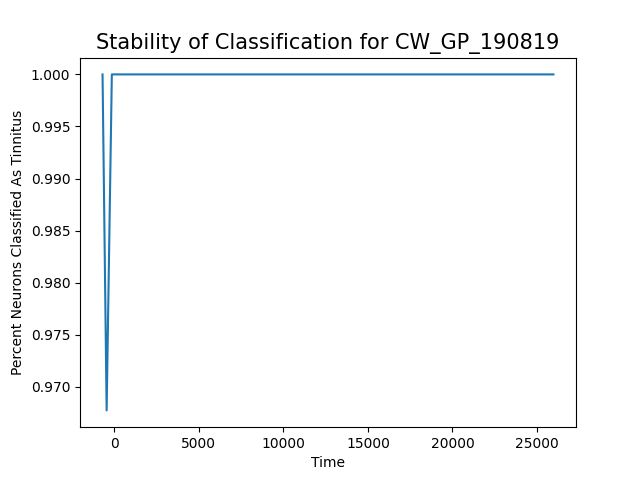 Stability of Classification for CW_GP_190819
Percent Neurons Classified As Tinnitus
1.000
0.995
0.990
0.985
0.980
0.975
0.970
0 5000 10000 15000 20000 25000
Time